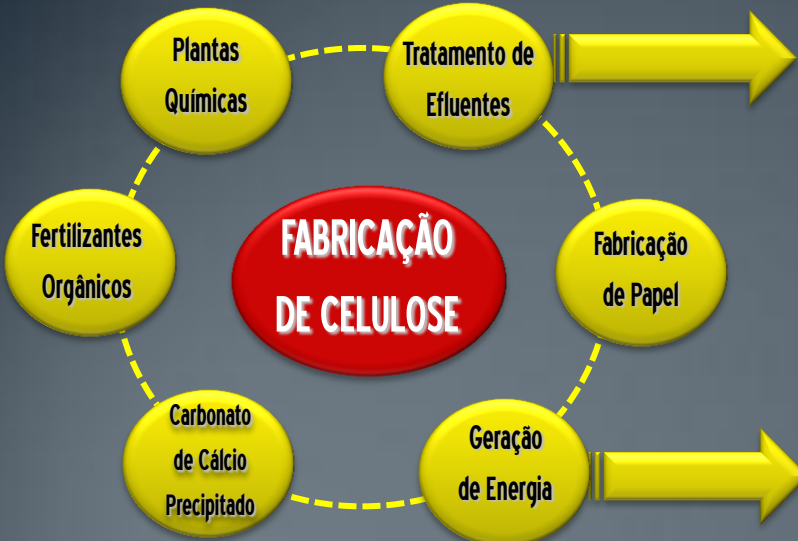 Plantas
Químicas
Tratamento de
Efluentes
Fertilizantes
Orgânicos
FABRICAÇÃO
DE CELULOSE
Fabricação
de Papel
Carbonato
de Cálcio
Precipitado
Geração
de Energia